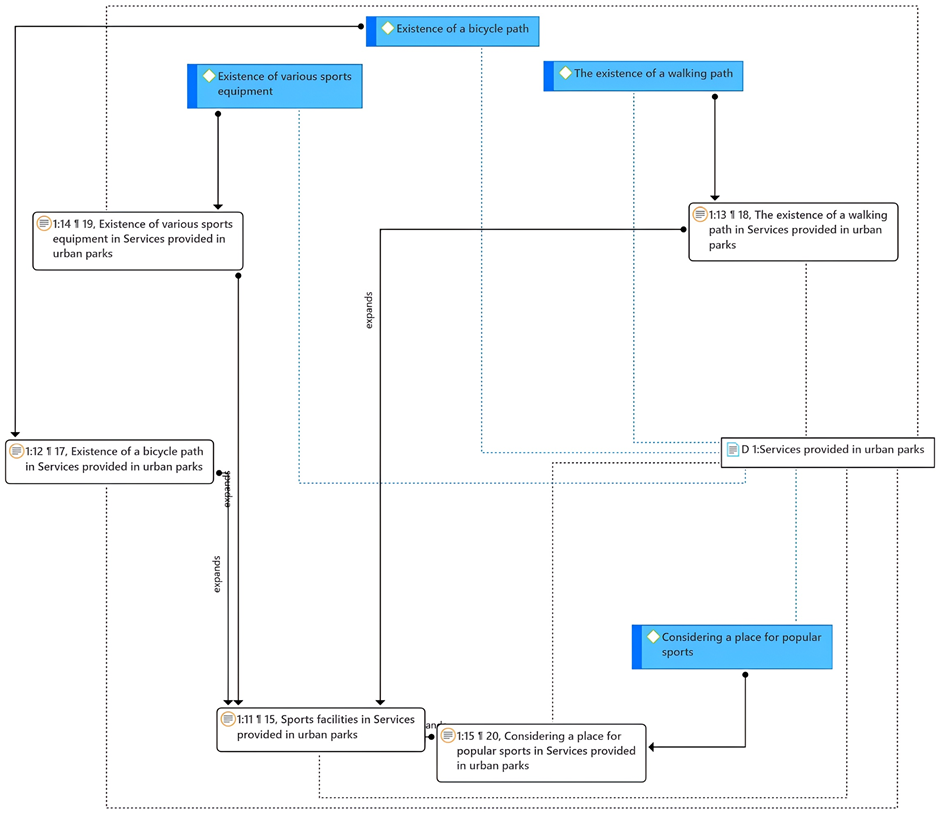 Existence of a bicycle path
Existence of various sports
equipment
The existence of a walking path
1:14 ¶ 19, Existence of various sports
equipment in Services provided in
urban parks
1:13 ¶ 18, The existence of a walking
path in Services provided in urban
parks
expands
1:12 ¶ 17, Existence of a bicycle path
in Services provided in urban parks
D 1:Services provided in urban parks
expands
expands
Considering a place for popular
sports
1:11 ¶ 15, Sports facilities in Services
provided in urban parks
1:15 ¶ 20, Considering a place for
popular sports in Services provided
in urban parks